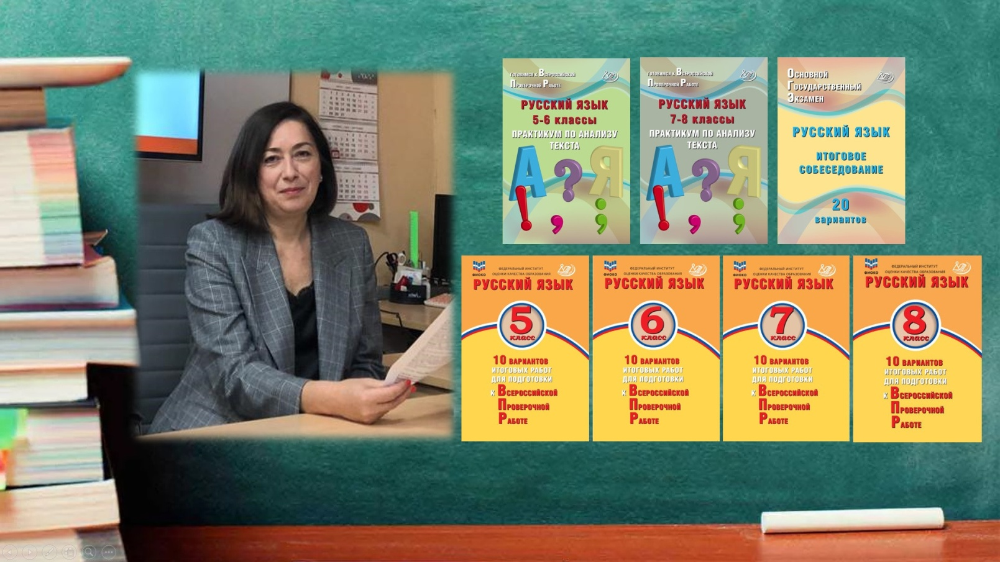 готовимся к Всероссийской
Проверочной Работе
РУССКИЙ ЯЗЫК
5-6 классы
ПРАКТИКУМ ПО АНАЛИЗУ
ТЕКСТА
А ? Я
! , ;
готовимся к Всероссийской
Проверочной Работе
РУССКИЙ ЯЗЫК
7-8 классы
ПРАКТИКУМ ПО АНАЛИЗУ
ТЕКСТА
А ? Я
! , ;
Основной
Государственный
Экзамен
РУССКИЙ ЯЗЫК
ИТОГОВОЕ
СОБЕСЕДОВАНИЕ
20
вариантов
ФИОКО
ФЕДЕРАЛЬНЫЙ ИНСТИТУТ
ОЦЕНКИ КАЧЕСТВА ОБРАЗОВАНИЯ
РУССКИЙ ЯЗЫК
5
класс
10 ВАРИАНТОВ
ИТОГОВЫХ РАБОТ
ДЛЯ ПОДГОТОВКИ
к Всероссийской
Проверочной
Работе
ФИОКО
ФЕДЕРАЛЬНЫЙ ИНСТИТУТ
ОЦЕНКИ КАЧЕСТВА ОБРАЗОВАНИЯ
РУССКИЙ ЯЗЫК
6
класс
10 ВАРИАНТОВ
ИТОГОВЫХ РАБОТ
ДЛЯ ПОДГОТОВКИ
к Всероссийской
Проверочной
Работе
ФИОКО
ФЕДЕРАЛЬНЫЙ ИНСТИТУТ
ОЦЕНКИ КАЧЕСТВА ОБРАЗОВАНИЯ
РУССКИЙ ЯЗЫК
7
класс
10 ВАРИАНТОВ
ИТОГОВЫХ РАБОТ
ДЛЯ ПОДГОТОВКИ
к Всероссийской
Проверочной
Работе
ФИОКО
ФЕДЕРАЛЬНЫЙ ИНСТИТУТ
ОЦЕНКИ КАЧЕСТВА ОБРАЗОВАНИЯ
РУССКИЙ ЯЗЫК
8
класс
10 ВАРИАНТОВ
ИТОГОВЫХ РАБОТ
ДЛЯ ПОДГОТОВКИ
к Всероссийской
Проверочной
Работе